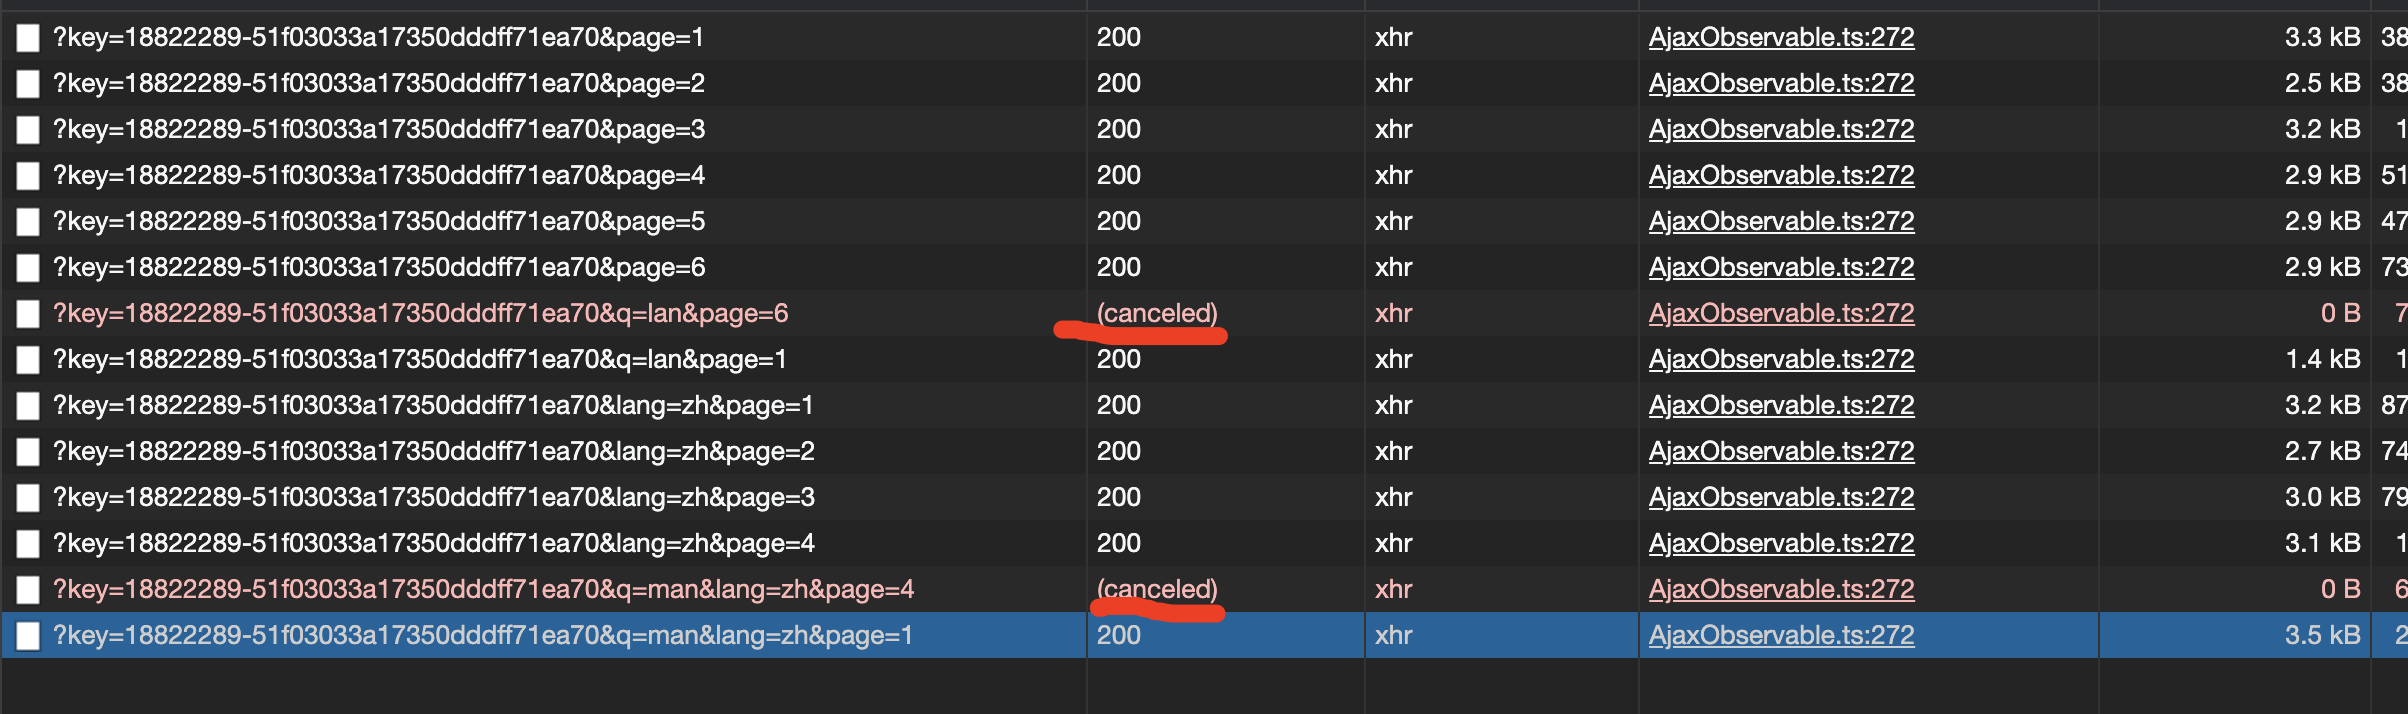 ?key=18822289-51f03033a17350dddff71ea70&page=1 200 xhr AjaxObservable.ts:272 3.3 kB 38
?key=18822289-51f03033a17350dddff71ea70&page=2 200 xhr AjaxObservable.ts:272 2.5 kB 38
?key=18822289-51f03033a17350dddff71ea70&page=3 200 xhr AjaxObservable.ts:272 3.2 kB 1
?key=18822289-51f03033a17350dddff71ea70&page=4 200 xhr AjaxObservable.ts:272 2.9 kB 51
?key=18822289-51f03033a17350dddff71ea70&page=5 200 xhr AjaxObservable.ts:272 2.9 kB 47
?key=18822289-51f03033a17350dddff71ea70&page=6 200 xhr AjaxObservable.ts:272 2.9 kB 73
?key=18822289-51f03033a17350dddff71ea70&q=lan&page=6 (canceled) xhr AjaxObservable.ts:272 0 B 7
?key=18822289-51f03033a17350dddff71ea70&q=lan&page=1 200 xhr AjaxObservable.ts:272 1.4 kB 1
?key=18822289-51f03033a17350dddff71ea70&lang=zh&page=1 200 xhr AjaxObservable.ts:272 3.2 kB 87
?key=18822289-51f03033a17350dddff71ea70&lang=zh&page=2 200 xhr AjaxObservable.ts:272 2.7 kB 74
?key=18822289-51f03033a17350dddff71ea70&lang=zh&page=3 200 xhr AjaxObservable.ts:272 3.0 kB 79
?key=18822289-51f03033a17350dddff71ea70&lang=zh&page=4 200 xhr AjaxObservable.ts:272 3.1 kB 1
?key=18822289-51f03033a17350dddff71ea70&q=man&lang=zh&page=4 (canceled) xhr AjaxObservable.ts:272 0 B 6
?key=18822289-51f03033a17350dddff71ea70&q=man&lang=zh&page=1 200 xhr AjaxObservable.ts:272 3.5 kB 2